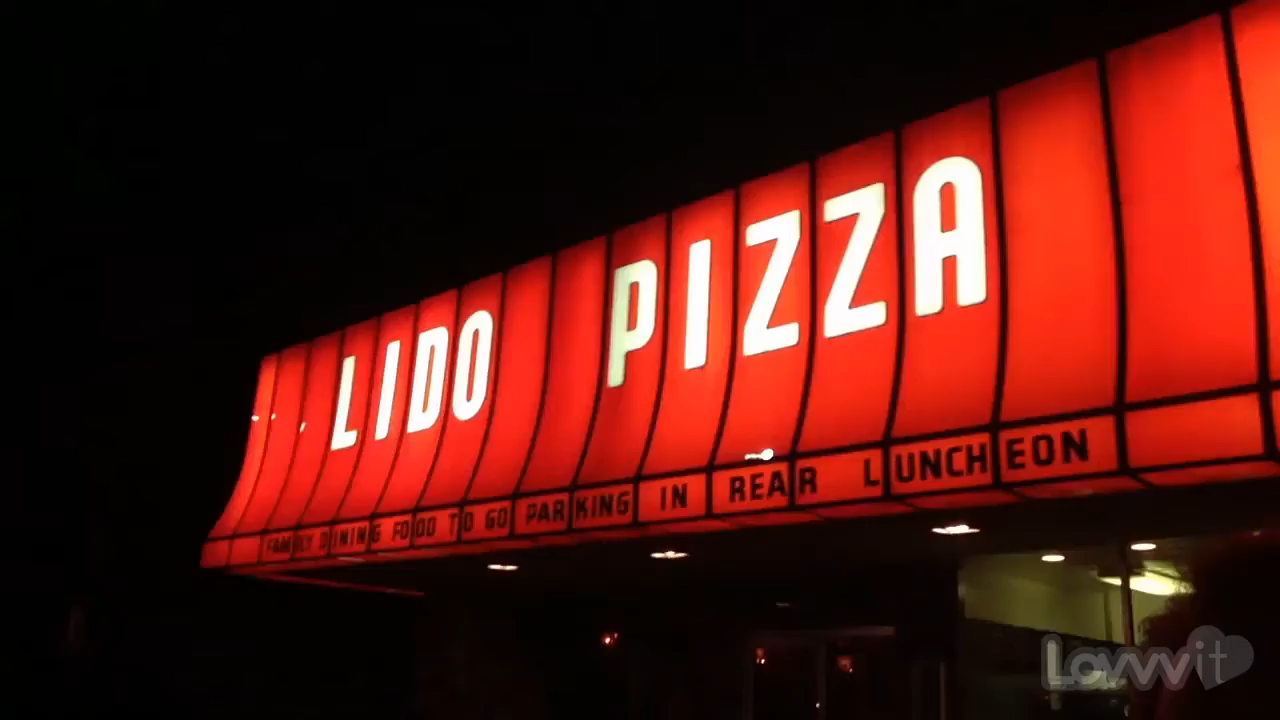 LIDO PIZZA
FAMILY DINING FOOD TO GO PARKING IN REAR LUNCHEON
Lovvvit